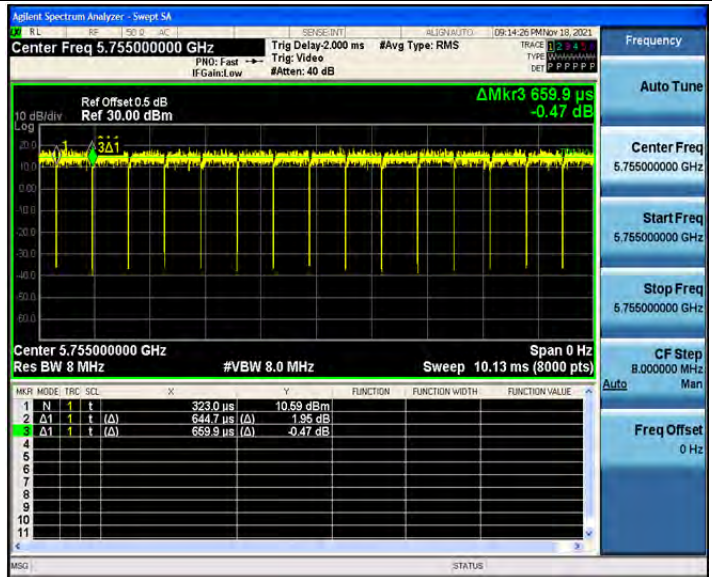 Agilent Spectrum Analyzer - Swept SA
RL RF 50 Ω AC SENSE:INT ALIGNAUTO 09:14:26 PM Nov 18, 2021
Center Freq 5.755000000 GHz
Trig Delay-2.000 ms #Avg Type: RMS
TRACE 1 2 3 4 5 6
PNO: Fast Trig: Video
TYPE
IFGain:Low #Atten: 40 dB
DET P P P P P P
Ref Offset 0.5 dB
ΔMkr3 659.9 µs
10 dB/div Ref 30.00 dBm
-0.47 dB
Log
20.0
1
3Δ1
10.0
0.00
-10.0
-20.0
-30.0
-40.0
-50.0
-60.0
Center 5.755000000 GHz Span 0 Hz
Res BW 8 MHz #VBW 8.0 MHz Sweep 10.13 ms (8000 pts)
MKR MODE TRC SCL X Y FUNCTION FUNCTION WIDTH FUNCTION VALUE
1 N 1 t 323.0 µs 10.59 dBm
2 Δ1 1 t (Δ) 644.7 µs (Δ) 1.95 dB
3 Δ1 1 t (Δ) 659.9 µs (Δ) -0.47 dB
4
5
6
7
8
9
10
11
MSG STATUS
Frequency
Auto Tune
Center Freq
5.755000000 GHz
Start Freq
5.755000000 GHz
Stop Freq
5.755000000 GHz
CF Step
8.000000 MHz
Auto Man
Freq Offset
0 Hz